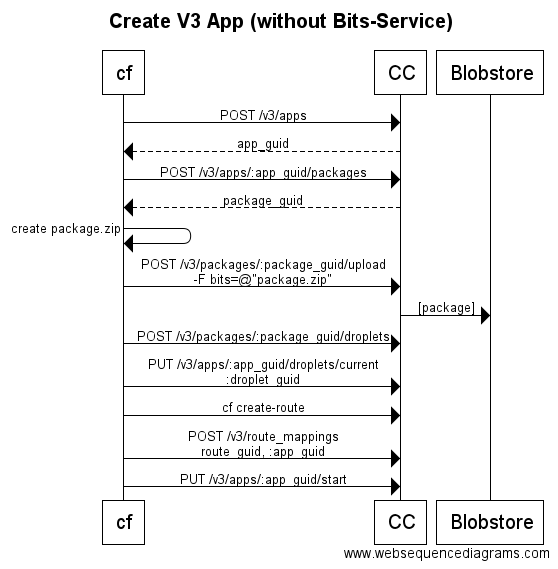 Create V3 App (without Bits-Service)
cf CC Blobstore
POST /v3/apps
app_guid
POST /v3/apps/:app_guid/packages
package_guid
create package.zip
POST /v3/packages/:package_guid/upload
-F bits=@"package.zip"
[package]
POST /v3/packages/:package_guid/droplets
PUT /v3/apps/:app_guid/droplets/current
:droplet_guid
cf create-route
POST /v3/route_mappings
route_guid, :app_guid
PUT /v3/apps/:app_guid/start
cf CC Blobstore
www.websequencediagrams.com